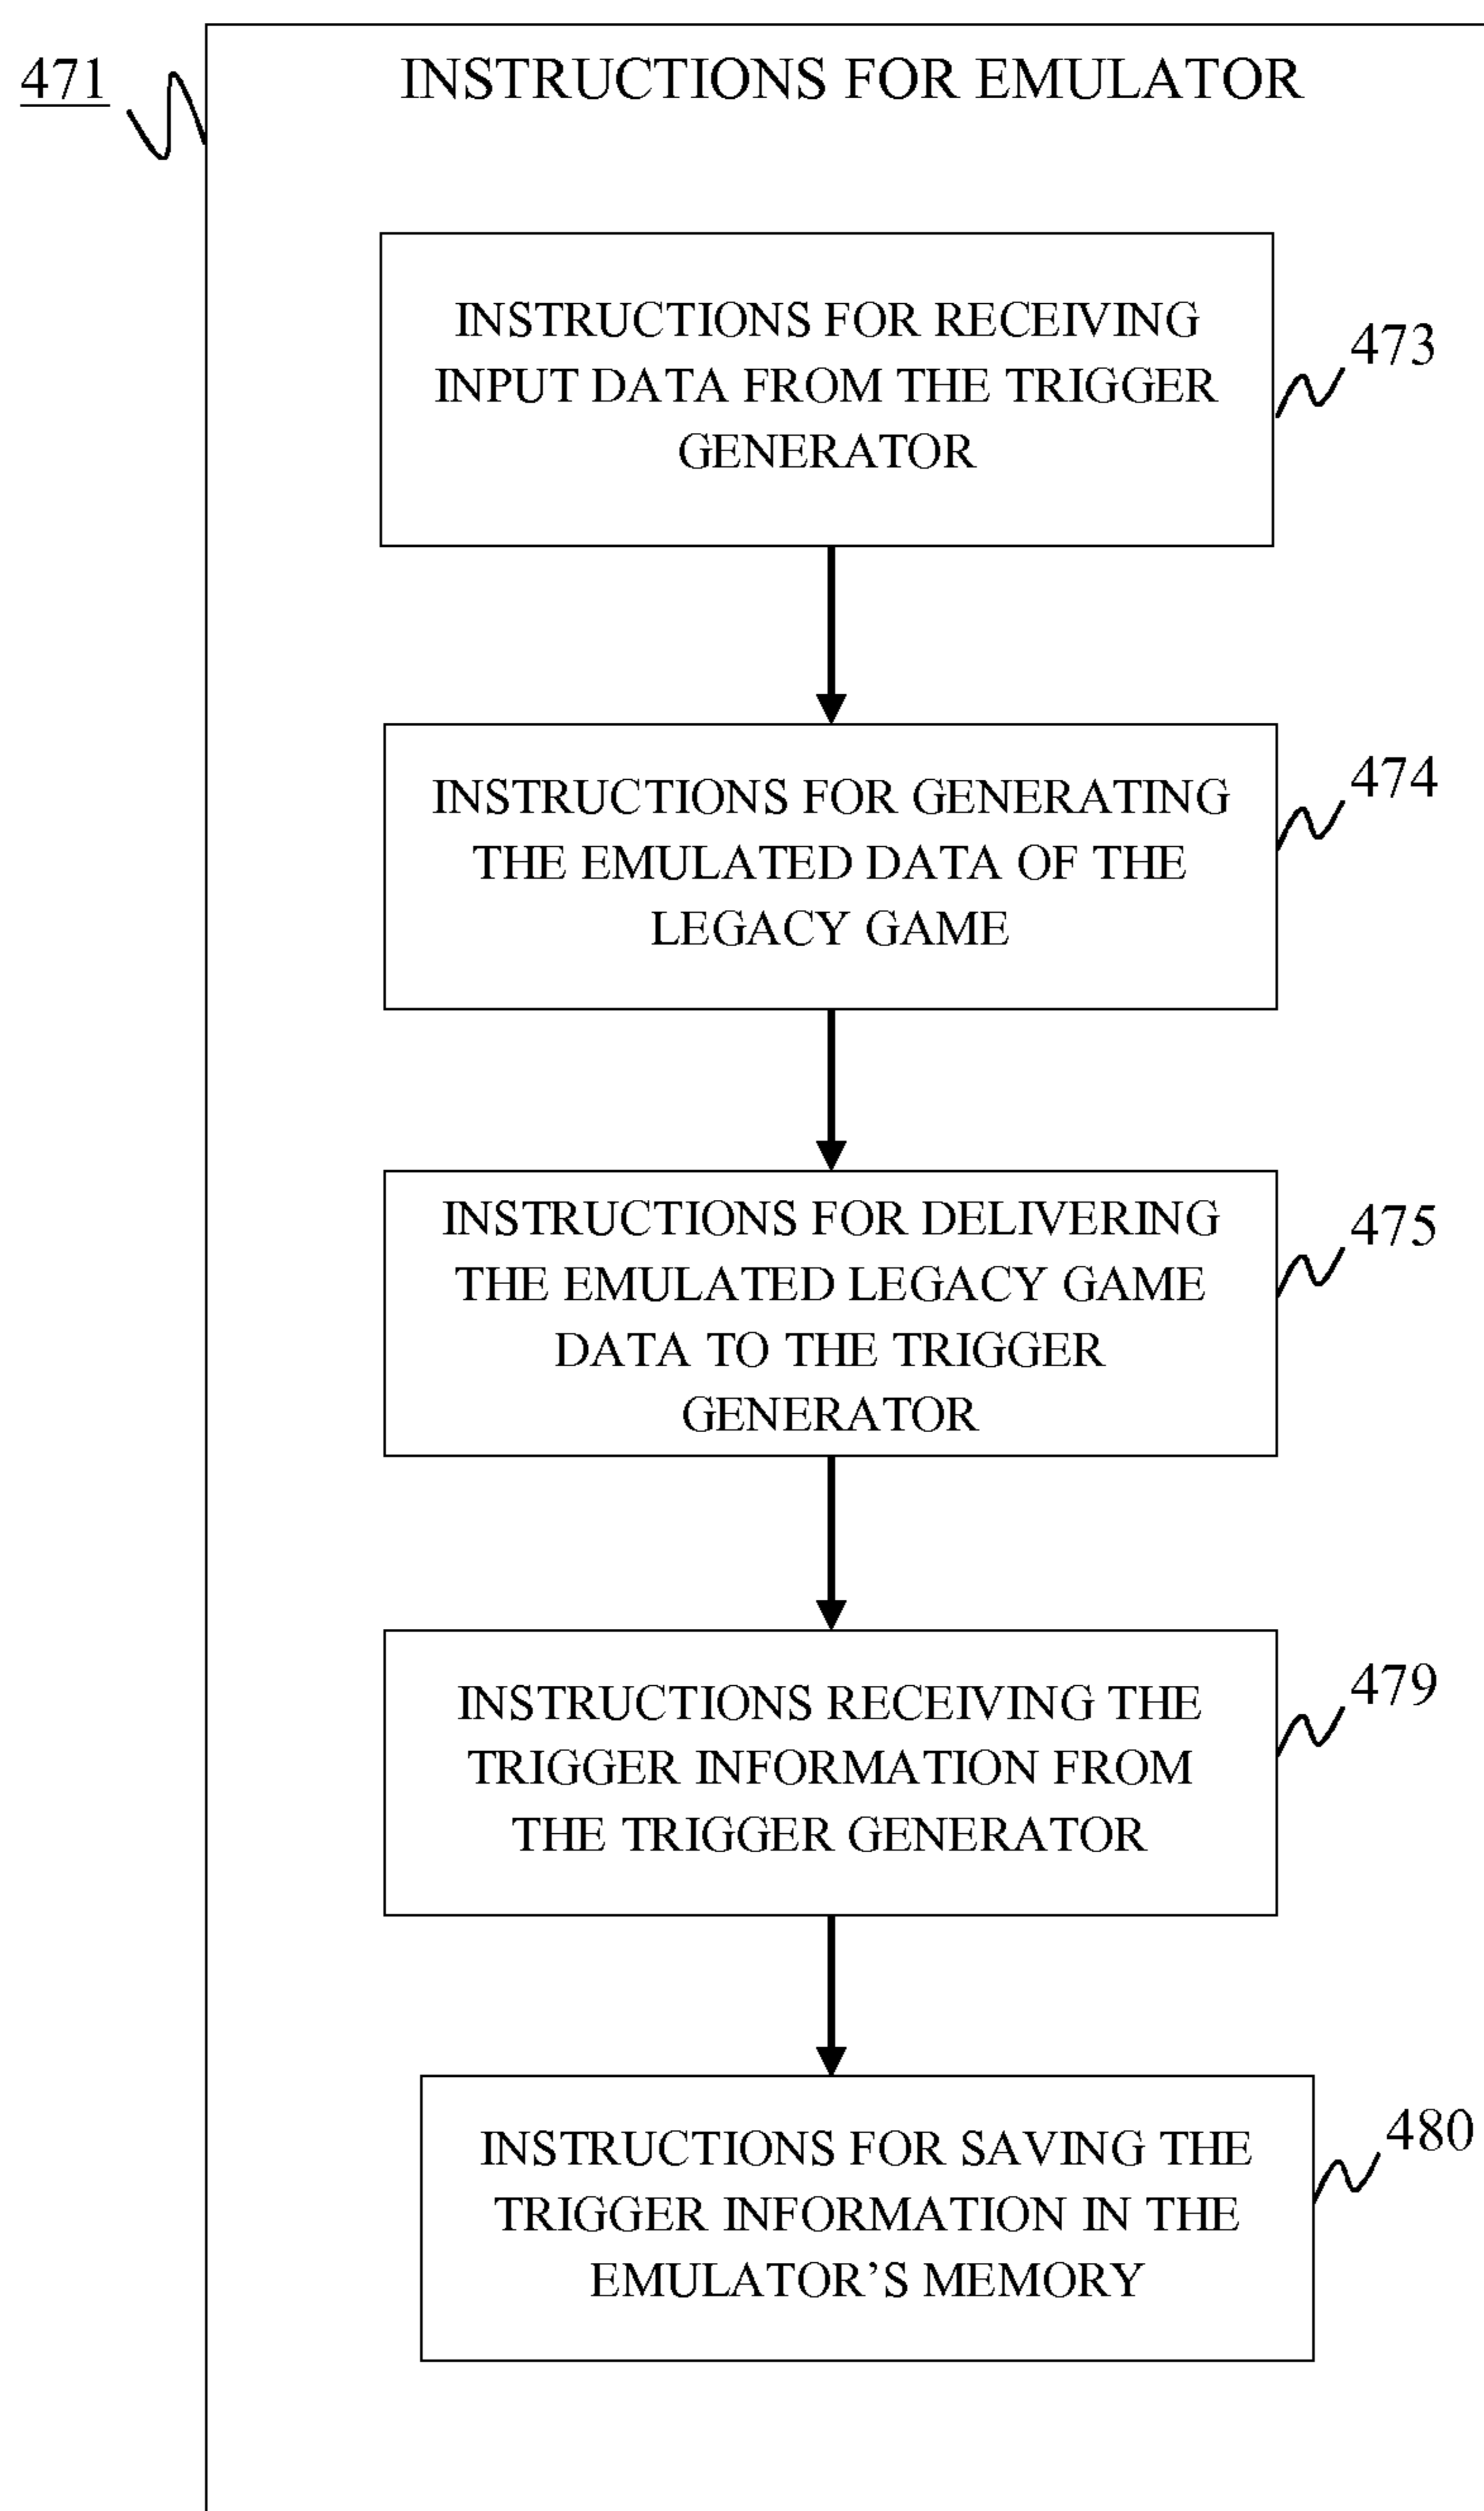 471
INSTRUCTIONS FOR EMULATOR
INSTRUCTIONS FOR RECEIVING
INPUT DATA FROM THE TRIGGER
GENERATOR
473
INSTRUCTIONS FOR GENERATING
THE EMULATED DATA OF THE
LEGACY GAME
474
INSTRUCTIONS FOR DELIVERING
THE EMULATED LEGACY GAME
DATA TO THE TRIGGER
GENERATOR
475
INSTRUCTIONS RECEIVING THE
TRIGGER INFORMATION FROM
THE TRIGGER GENERATOR
479
INSTRUCTIONS FOR SAVING THE
TRIGGER INFORMATION IN THE
EMULATOR’S MEMORY
480